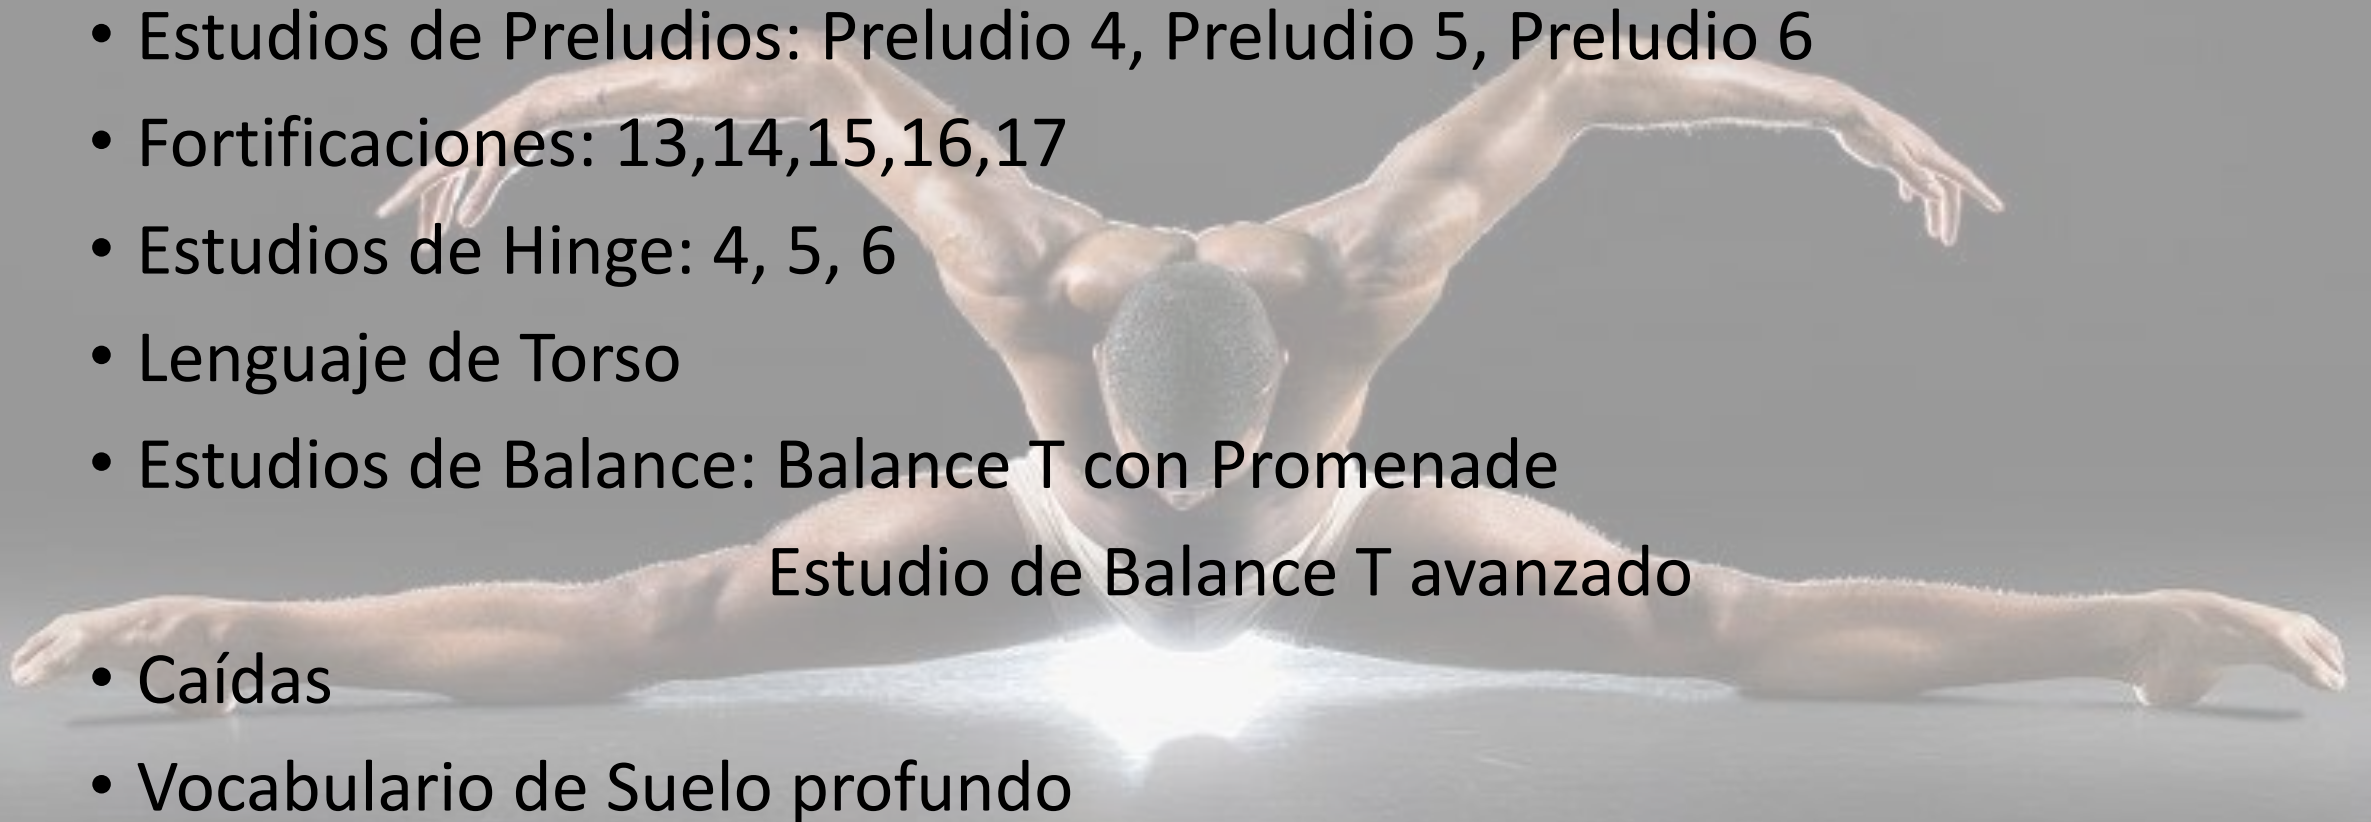 • Estudios de Preludios: Preludio 4, Preludio 5, Preludio 6
• Fortificaciones: 13,14,15,16,17
• Estudios de Hinge: 4, 5, 6
• Lenguaje de Torso
• Estudios de Balance: Balance T con Promenade
Estudio de Balance T avanzado
• Caídas
• Vocabulario de Suelo profundo